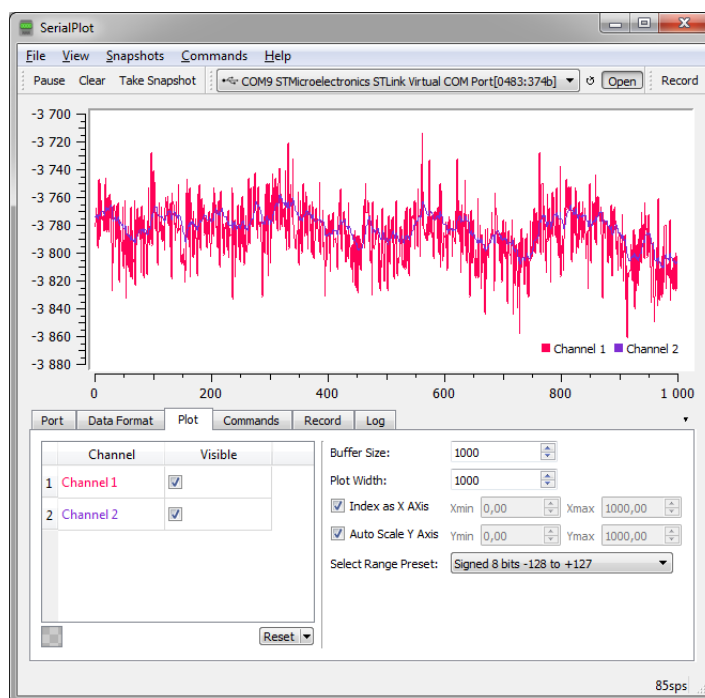 SerialPlot
File View Snapshots Commands Help
Pause Clear Take Snapshot COM9 STMicroelectronics STLink Virtual COM Port[0483:374b] Open Record
-3 700
-3 720
-3 740
-3 760
-3 780
-3 800
-3 820
-3 840
-3 860
-3 880
Channel 1 Channel 2
0 200 400 600 800 1 000
Port Data Format Plot Commands Record Log
Channel Visible
1 Channel 1
2 Channel 2
Reset
Buffer Size: 1000
Plot Width: 1000
Index as X AXis Xmin 0,00 Xmax 1000,00
Auto Scale Y Axis Ymin 0,00 Ymax 1000,00
Select Range Preset: Signed 8 bits -128 to +127
85sps